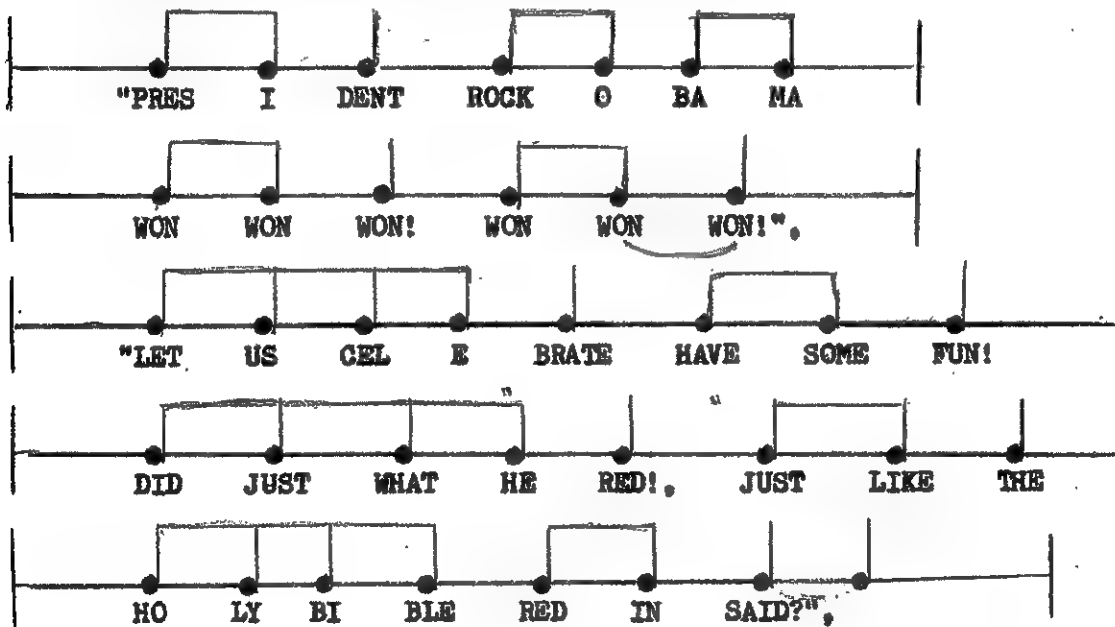 "PRES I DENT ROCK O BA MA
WON WON WON! WON WON WON!",
"LET US CEL E BRATE HAVE SOME FUN!
DID JUST WHAT "HE RED!, " JUST LIKE THE
HO LY BI BLE RED IN SAID?",